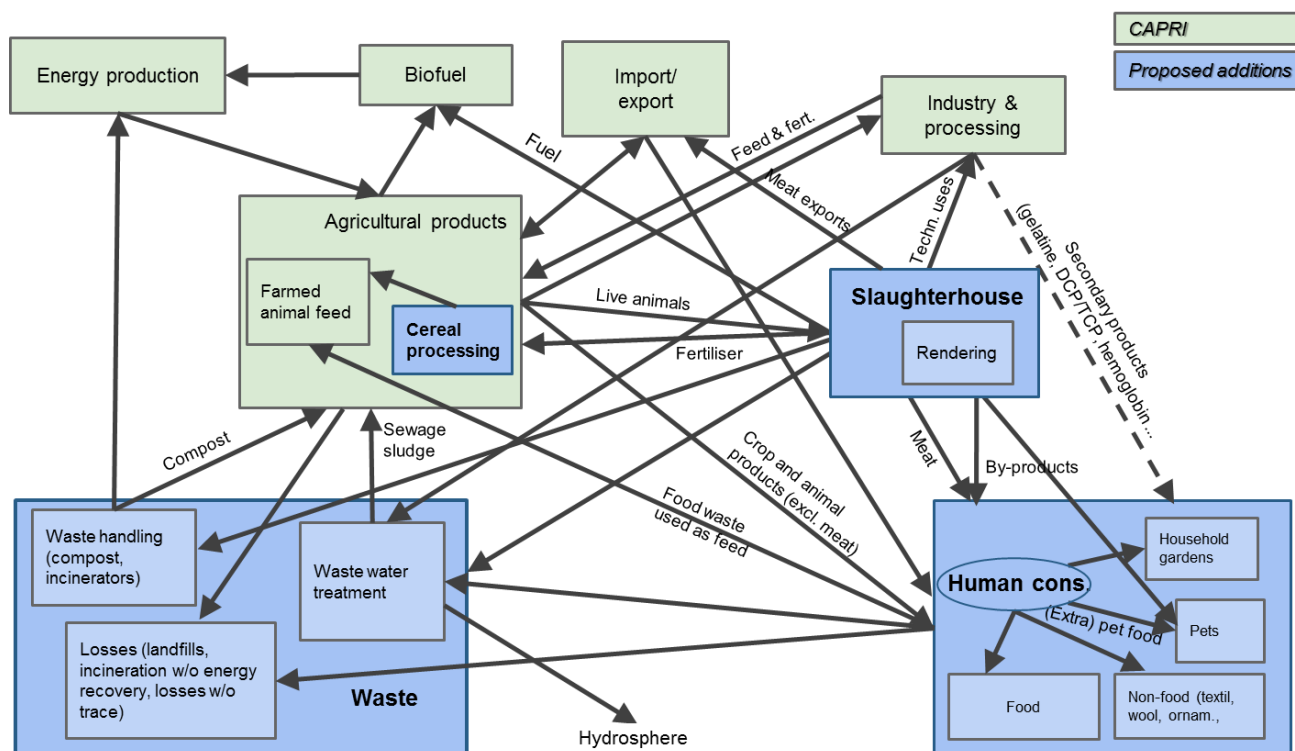 CAPRI
Proposed additions
Energy production
Biofuel
Import/
export
Industry &
processing
Fuel
Feed & fert.
Meat exports
Techn. uses
Secondary products
(gelatine, DCP/TCP, hemoglobin ...
Agricultural products
Farmed
animal feed
Cereal
processing
Live animals
Fertiliser
Slaughterhouse
Rendering
Compost
Sewage
sludge
Food waste
used as feed
Crop and animal
products (excl. meat)
Meat
By-products
Waste handling
(compost,
incinerators)
Waste water
treatment
Losses (landfills,
incineration w/o energy
recovery, losses w/o
trace)
Waste
Hydrosphere
Human cons.
Household
gardens
(Extra) pet food
Pets
Food
Non-food (textil,
wool, ornam.,